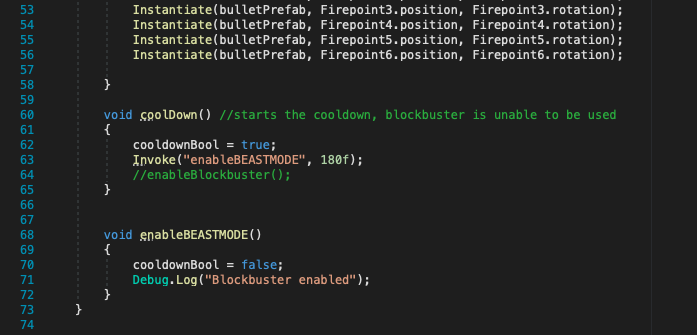 53 Instantiate(bulletPrefab, Firepoint3.position, Firepoint3.rotation);
54 Instantiate(bulletPrefab, Firepoint4.position, Firepoint4.rotation);
55 Instantiate(bulletPrefab, Firepoint5.position, Firepoint5.rotation);
56 Instantiate(bulletPrefab, Firepoint6.position, Firepoint6.rotation);
57
58 }
59
60 void coolDown() //starts the cooldown, blockbuster is unable to be used
61 {
62 cooldownBool = true;
63 Invoke("enableBEASTMODE", 180f);
64 //enableBlockbuster();
65 }
66
67
68 void enableBEASTMODE()
69 {
70 cooldownBool = false;
71 Debug.Log("Blockbuster enabled");
72 }
73 }
74